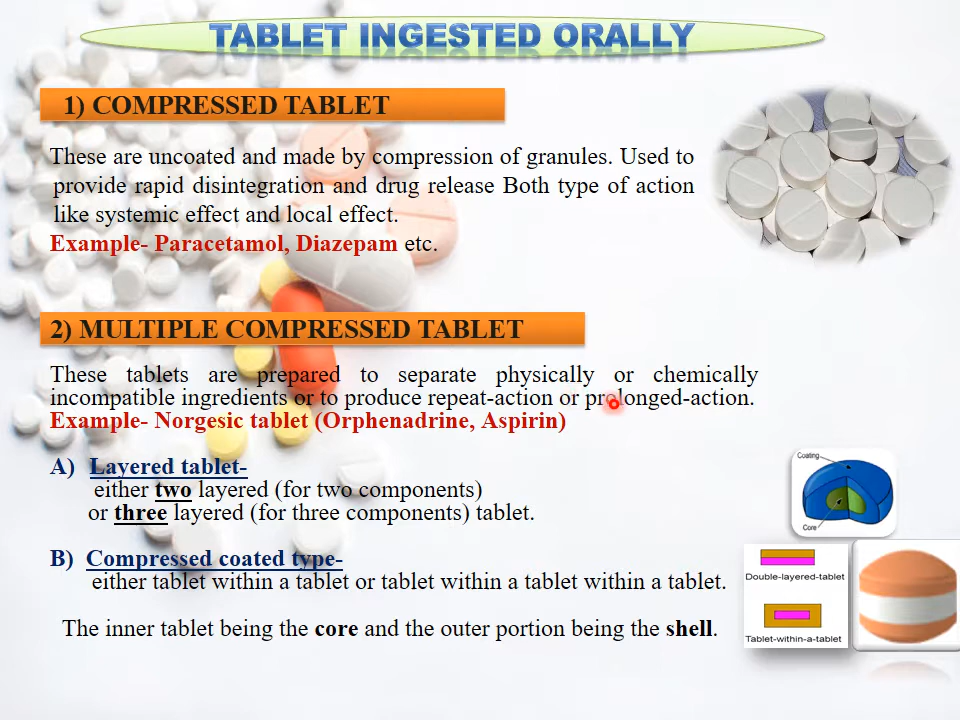 TABLET INGESTED ORALLY
1) COMPRESSED TABLET
These are uncoated and made by compression of granules. Used to
provide rapid disintegration and drug release Both type of action
like systemic effect and local effect.
Example- Paracetamol, Diazepam etc.
2) MULTIPLE COMPRESSED TABLET
These tablets are prepared to separate physically or chemically
incompatible ingredients or to produce repeat-action or prolonged-action.
Example- Norgesic tablet (Orphenadrine, Aspirin)
A) Layered tablet-
either two layered (for two components)
or three layered (for three components) tablet.
B) Compressed coated type-
either tablet within a tablet or tablet within a tablet within a tablet.
The inner tablet being the core and the outer portion being the shell.
Coating
Core
Double-layered-tablet
Tablet-within-a-tablet